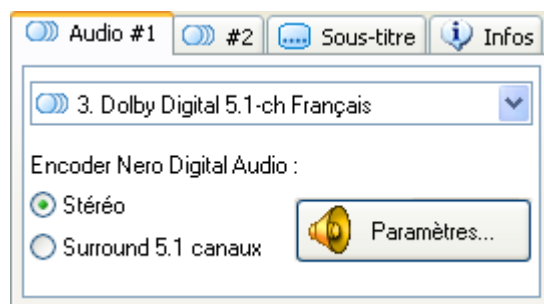 Audio #1 #2 Sous-titre Infos
3. Dolby Digital 5.1-ch Français
Encoder Nero Digital Audio :
Stéréo
Surround 5.1 canaux
Paramètres...